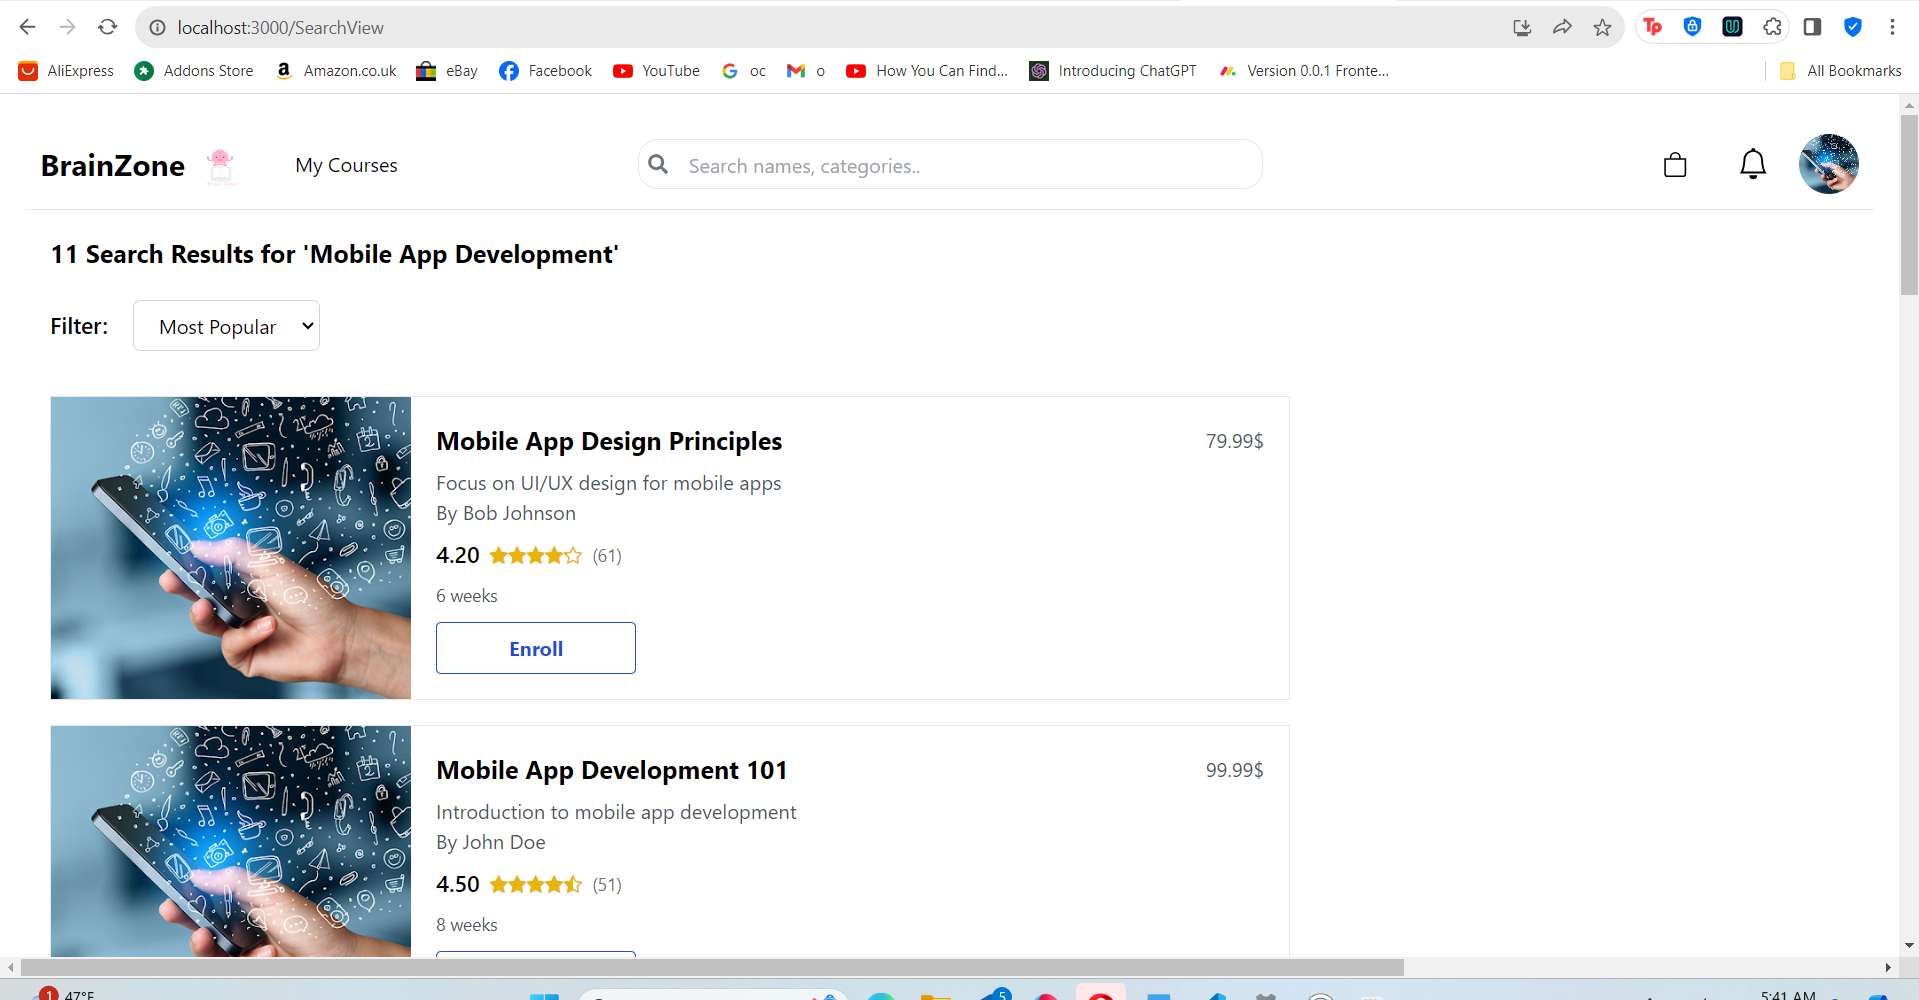 localhost:3000/SearchView
AliExpress Addons Store Amazon.co.uk eBay Facebook YouTube oc o How You Can Find... Introducing ChatGPT Version 0.0.1 Fronte... All Bookmarks
BrainZone My Courses Search names, categories..
11 Search Results for 'Mobile App Development'
Filter: Most Popular
Mobile App Design Principles 79.99$
Focus on UI/UX design for mobile apps
By Bob Johnson
4.20 (61)
6 weeks
Enroll
Mobile App Development 101 99.99$
Introduction to mobile app development
By John Doe
4.50 (51)
8 weeks
1 47°F 5 5:41 AM